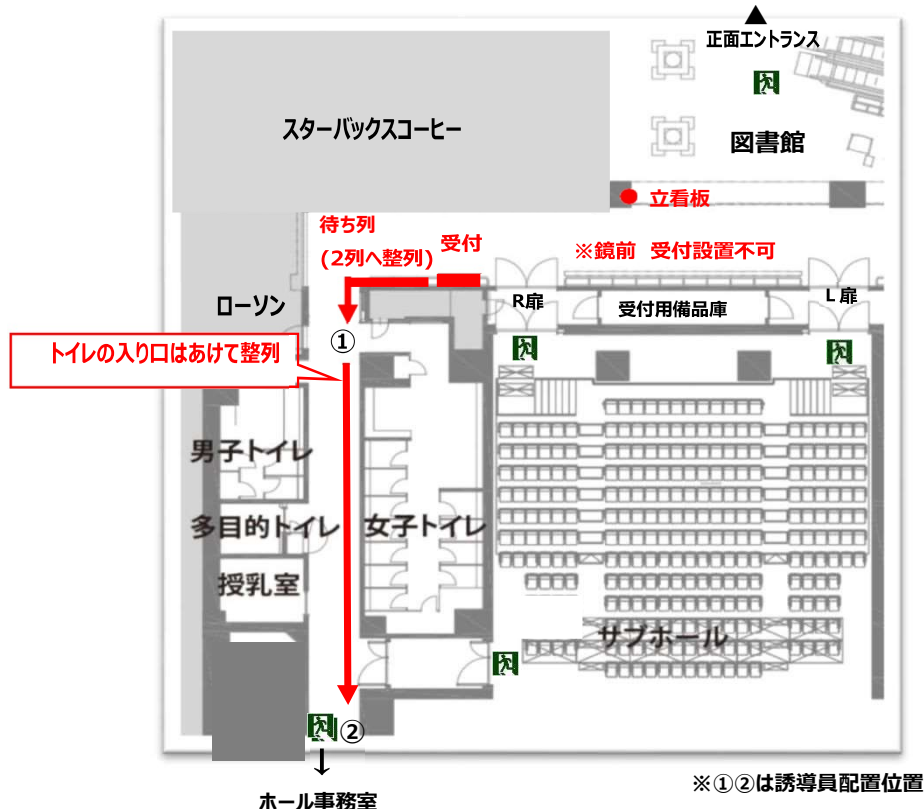 正面エントランス
スターバックスコーヒー
図書館
立看板
待ち列
(2列へ整列)
受付
※鏡前 受付設置不可
ローソン
R扉
受付用備品庫
L扉
①
トイレの入り口はあけて整列
男子トイレ
多目的トイレ
女子トイレ
授乳室
サブホール
②
ホール事務室
※①②は誘導員配置位置